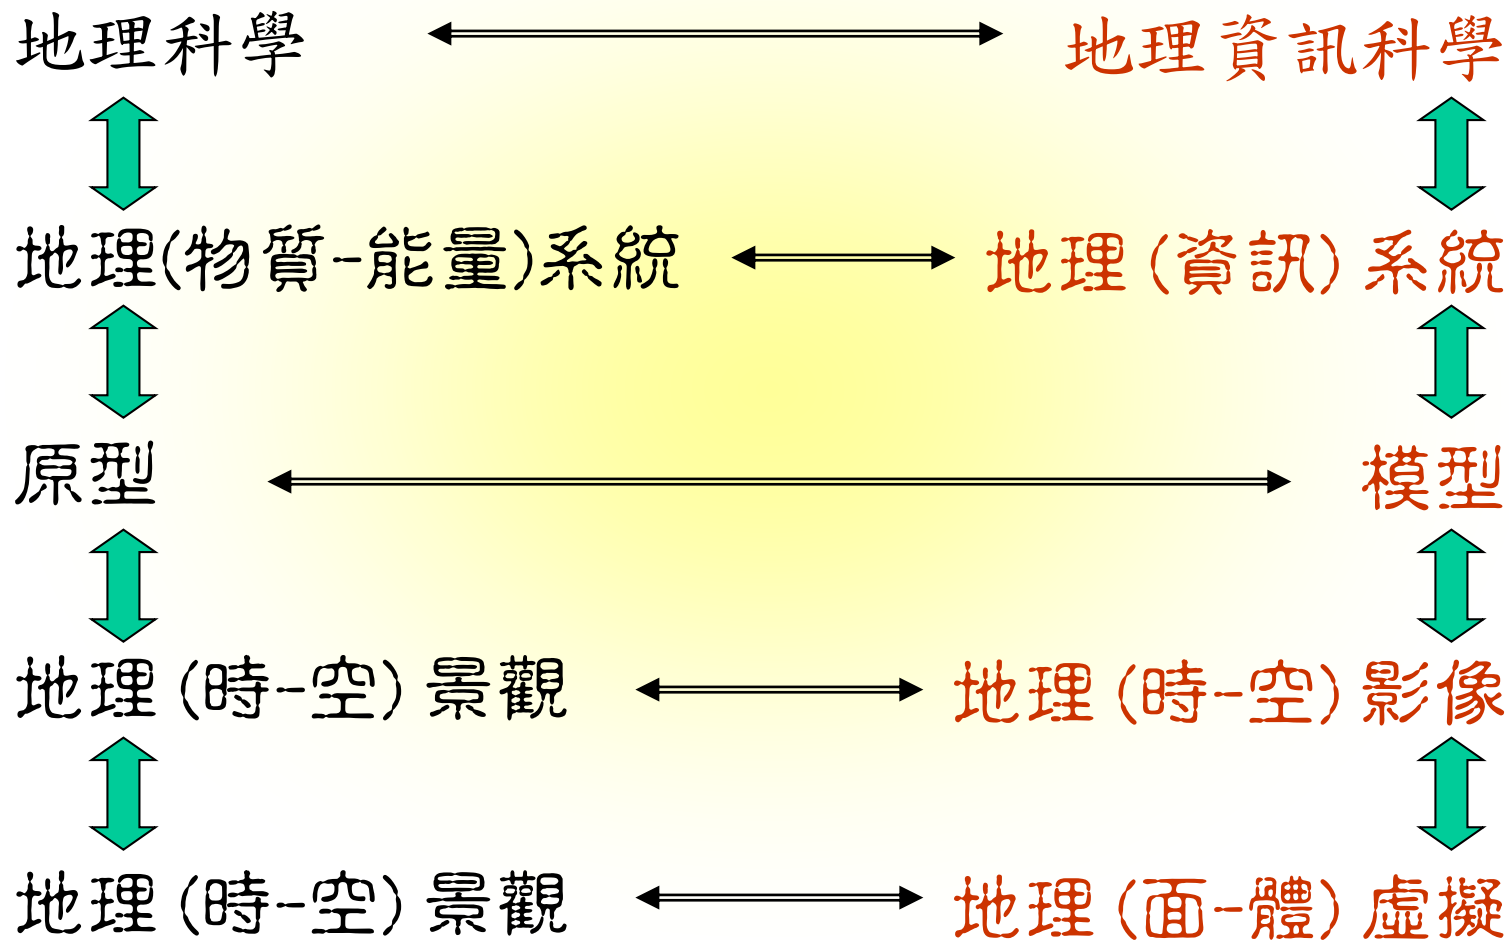 地理科學 地理資訊科學
地理(物質-能量)系統 地理(資訊)系統
原型 模型
地理(時-空)景觀 地理(時-空)影像
地理(時-空)景觀 地理(面-體)虛擬